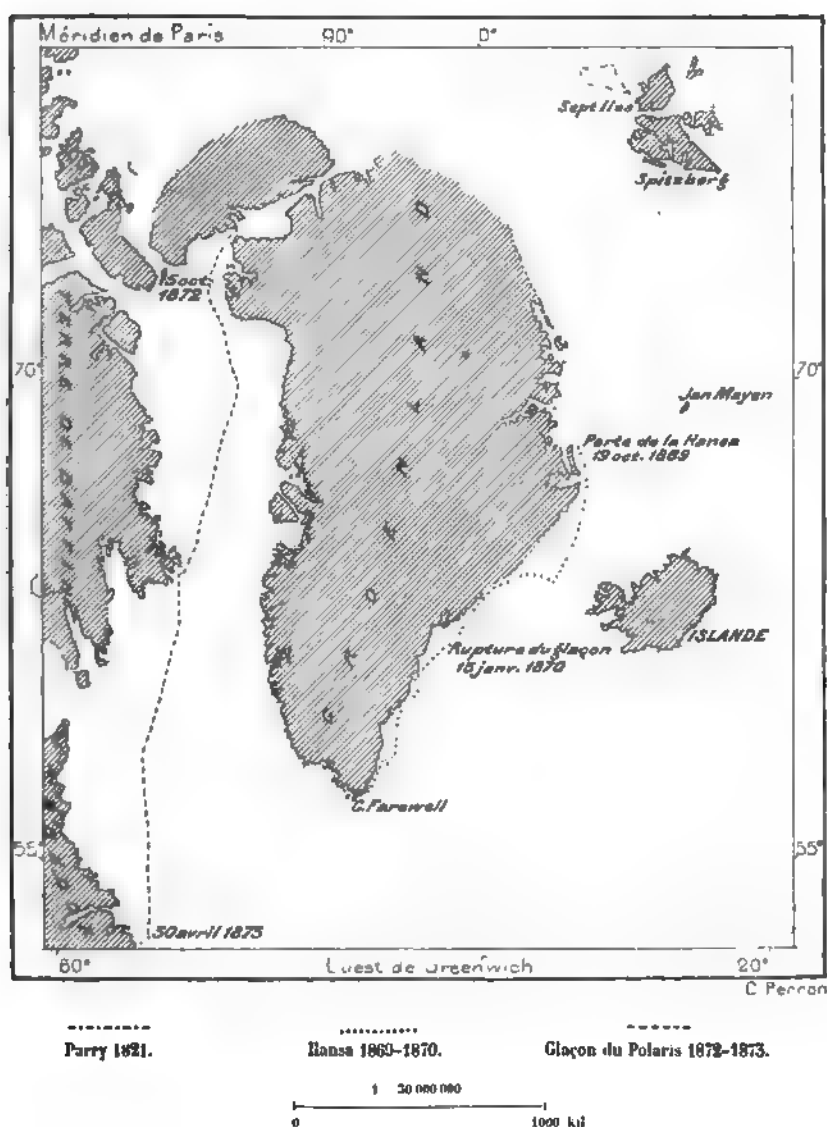 Méridien de Paris
90°
0°
Sept Iles
Spitzberg
15 oct.
1872
70°
70°
Jan Mayen
Perte de la Hansa
19 oct. 1869
Rupture du glaçon
15 janv. 1870
ISLANDE
C. Farewell
55°
55°
30 avril 1873
60°
Ouest de Greenwich
20°
C. Perron
Parry 1821.
Hansa 1869-1870.
Glaçon du Polaris 1872-1873.
1 30 000 000
0
1000 kil